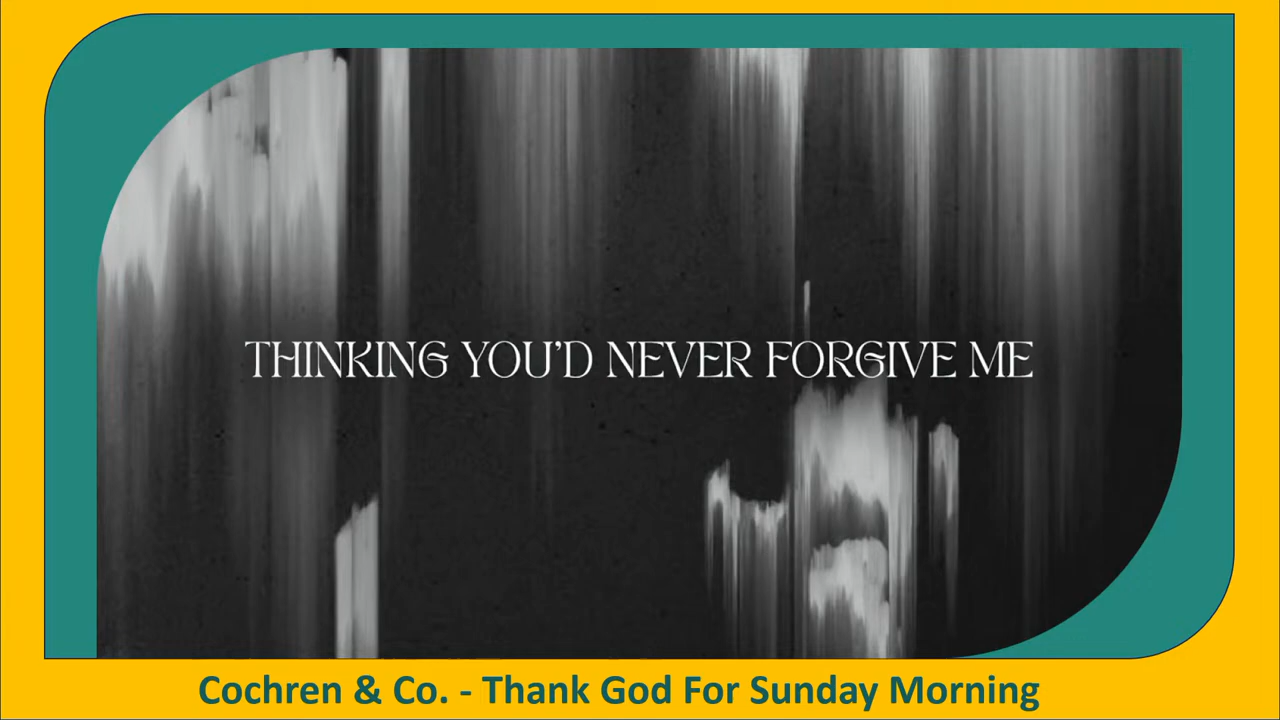 THINKING YOU'D NEVER FORGIVE ME
Cochren & Co. - Thank God For Sunday Morning